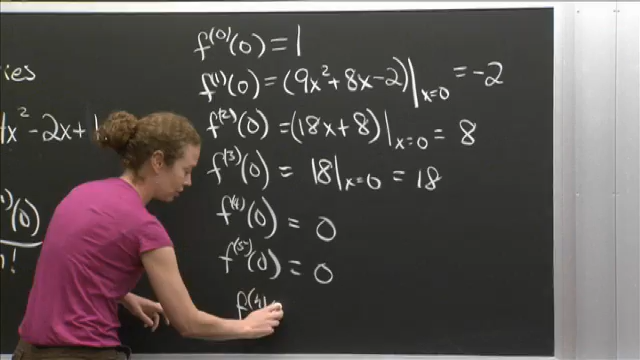 ies
x² - 2x + 1
(0)
n!
f⁽⁰⁾(0) = 1
f⁽¹⁾(0) = (9x² + 8x - 2)|ₓ₌₀ = -2
f⁽²⁾(0) = (18x + 8)|ₓ₌₀ = 8
f⁽³⁾(0) = 18|ₓ₌₀ = 18
f⁽⁴⁾(0) = 0
f⁽⁵⁾(0) = 0
f⁽